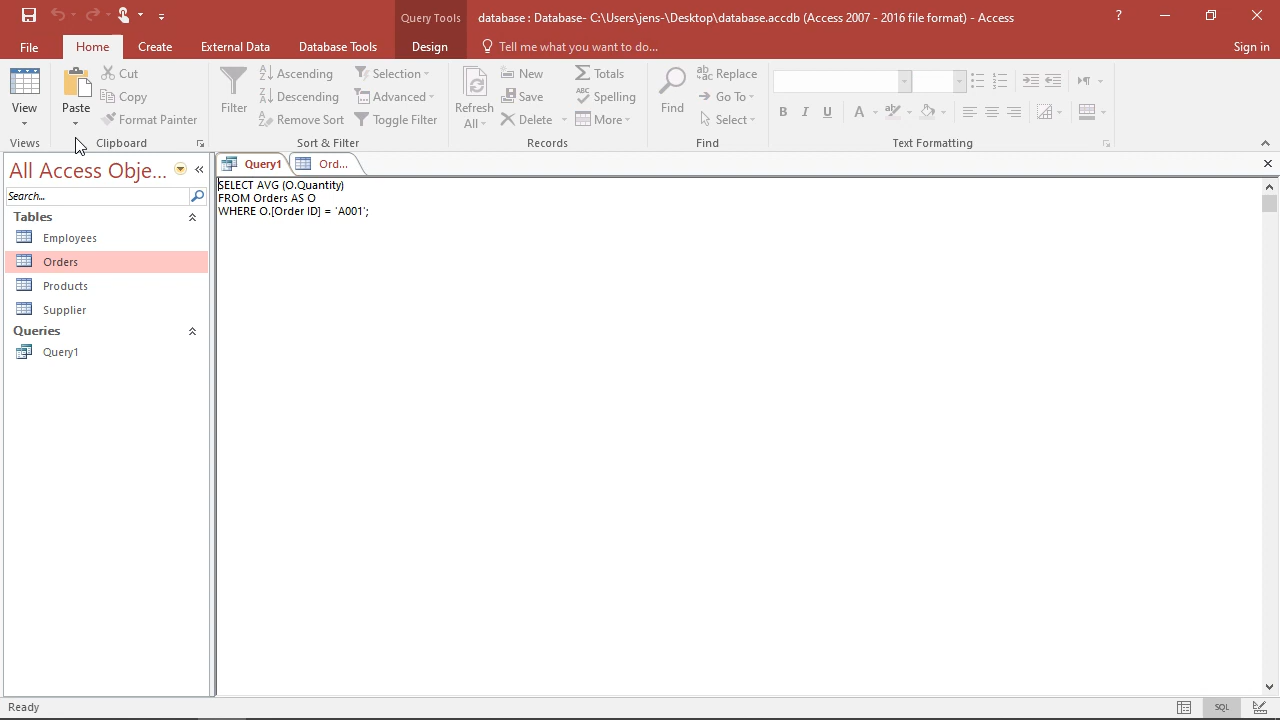 Query Tools
database : Database- C:\Users\jens-\Desktop\database.accdb (Access 2007 - 2016 file format) - Access
?
File
Home
Create
External Data
Database Tools
Design
Tell me what you want to do...
Sign in
View
Views
Paste
Cut
Copy
Format Painter
Clipboard
Filter
Ascending
Descending
Remove Sort
Selection
Advanced
Toggle Filter
Sort & Filter
Refresh
All
New
Save
Delete
Totals
Spelling
More
Records
Find
Replace
Go To
Select
Find
B I U
A
Text Formatting
All Access Obje...
Search...
Tables
Employees
Orders
Products
Supplier
Queries
Query1
Query1
Ord...
SELECT AVG (O.Quantity)
FROM Orders AS O
WHERE O.[Order ID] = 'A001';
Ready
SQL